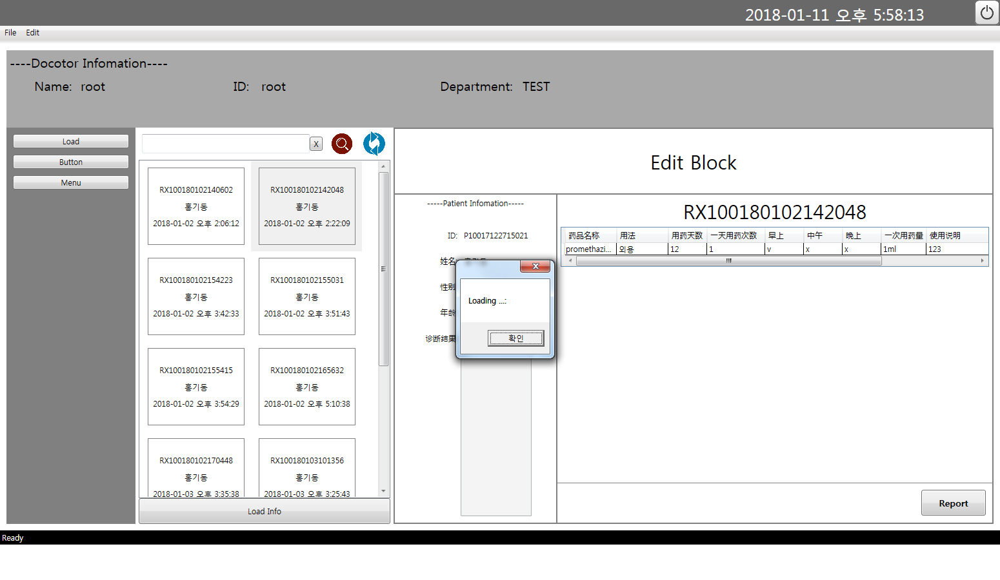 2018-01-11 오후 5:58:13
File Edit
----Docotor Infomation----
Name: root ID: root Department: TEST
Load
Button
Menu
X
RX100180102140602
홍기동
2018-01-02 오후 2:06:12
RX100180102142048
홍기동
2018-01-02 오후 2:22:09
RX100180102154223
홍기동
2018-01-02 오후 3:42:33
RX100180102155031
홍기동
2018-01-02 오후 3:51:43
RX100180102155415
홍기동
2018-01-02 오후 3:54:29
RX100180102165632
홍기동
2018-01-02 오후 5:10:38
RX100180102170448
홍기동
2018-01-03 오후 3:35:38
RX100180103101356
홍기동
2018-01-03 오후 3:25:43
Load Info
Edit Block
-----Patient Infomation-----
ID: P10017122715021
姓名
性别
年龄
诊断结果
Loading ...:
확인
RX100180102142048
药品名称 用法 用药天数 一天用药次数 早上 中午 晚上 一次用药量 使用说明
promethazi... 외용 12 1 v x x 1ml 123
Report
Ready